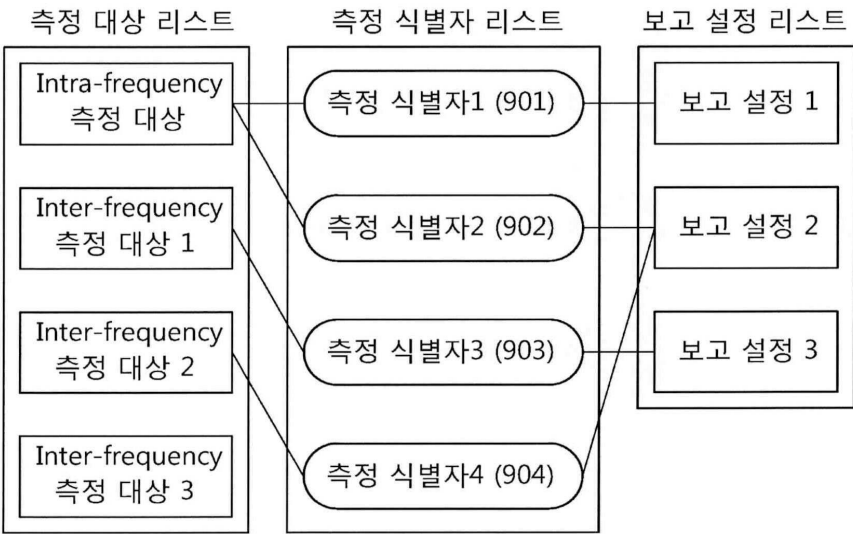 측정 대상 리스트
측정 식별자 리스트
보고 설정 리스트
Intra-frequency
측정 대상
측정 식별자1 (901)
보고 설정 1
Inter-frequency
측정 대상 1
측정 식별자2 (902)
보고 설정 2
Inter-frequency
측정 대상 2
측정 식별자3 (903)
보고 설정 3
Inter-frequency
측정 대상 3
측정 식별자4 (904)